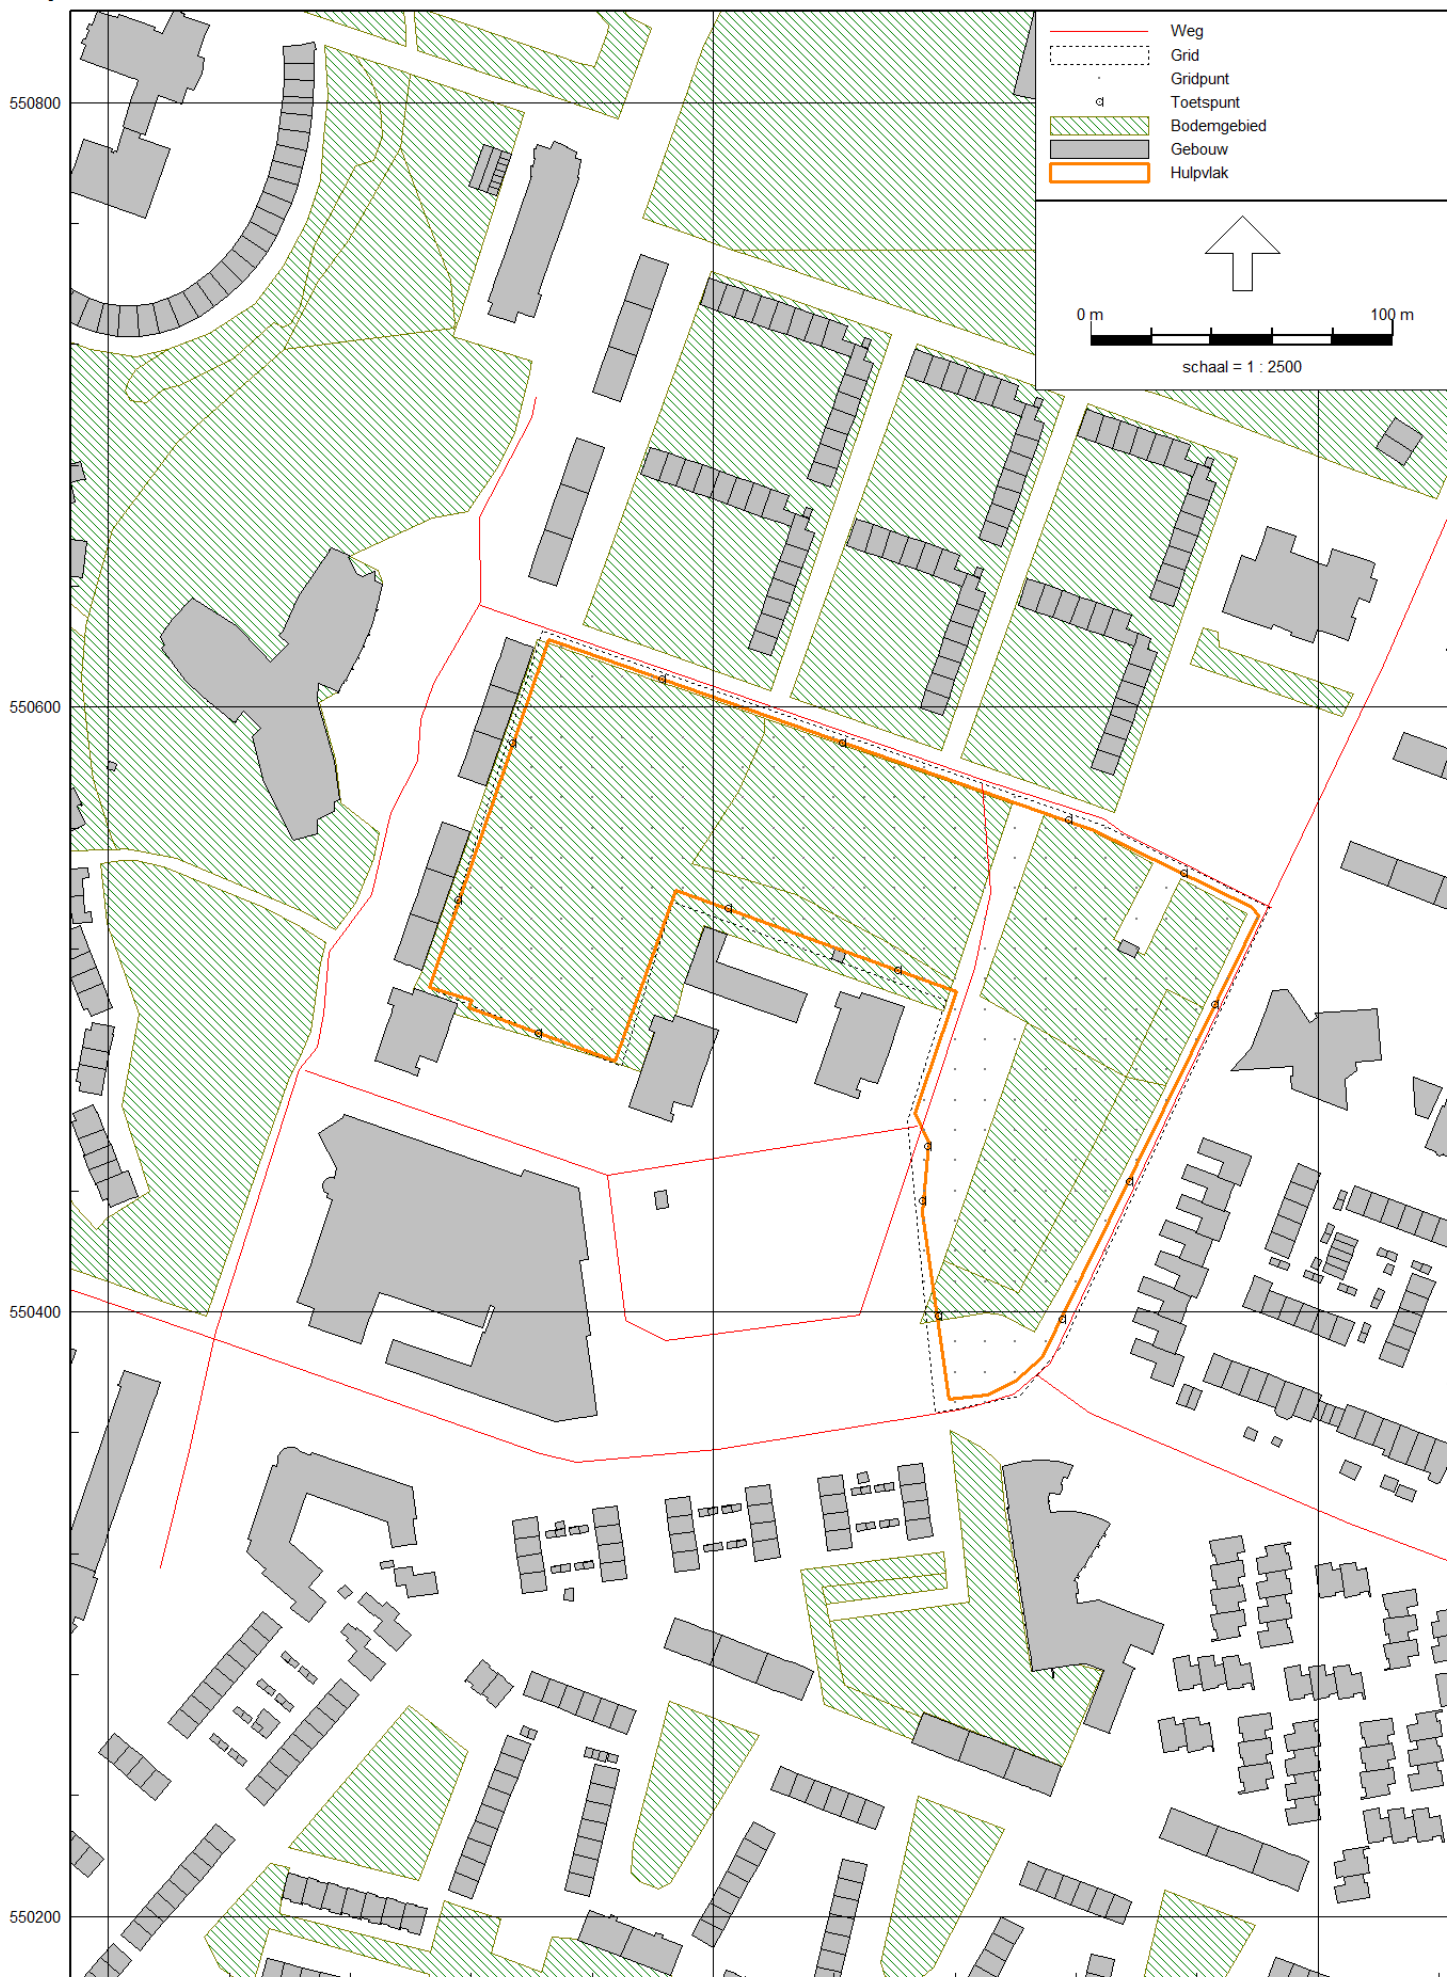 Weg
Grid
Gridpunt
Toetspunt
Bodemgebied
Gebouw
Hulpvlak
0 m 100 m
schaal = 1 : 2500
550800
550600
550400
550200